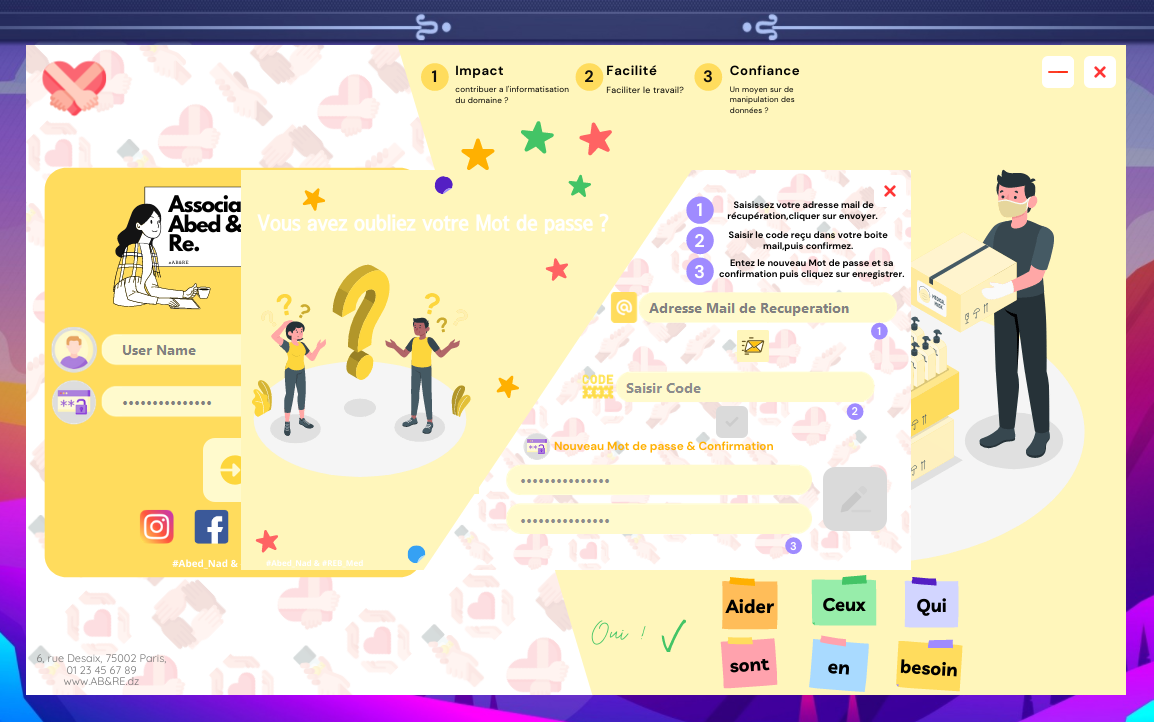 1
Impact
contribuer a l'informatisation
du domaine ?
2
Facilité
Faciliter le travail?
3
Confiance
Un moyen sur de
manipulation des
données ?
Associa
Abed &
Re.
#AB&RE
User Name
#Abed_Nad &
Vous avez oubliez votre Mot de passe ?
? ? ? ?
#Abed_Nad & AB&R Abed
1
Saisissez votre adresse mail de
récupération,cliquer sur envoyer.
2
Saisir le code reçu dans votre boite
mail,puis confirmez.
3
Entez le nouveau Mot de passe et sa
confirmation puis cliquez sur enregistrer.
@
Adresse Mail de Recuperation
1
CODE
Saisir Code
2
Nouveau Mot de passe & Confirmation
3
Oui !
Aider
Ceux
Qui
sont
en
besoin
6, rue Desaix, 75002 Paris,
01 23 45 67 89
www.AB&RE.dz